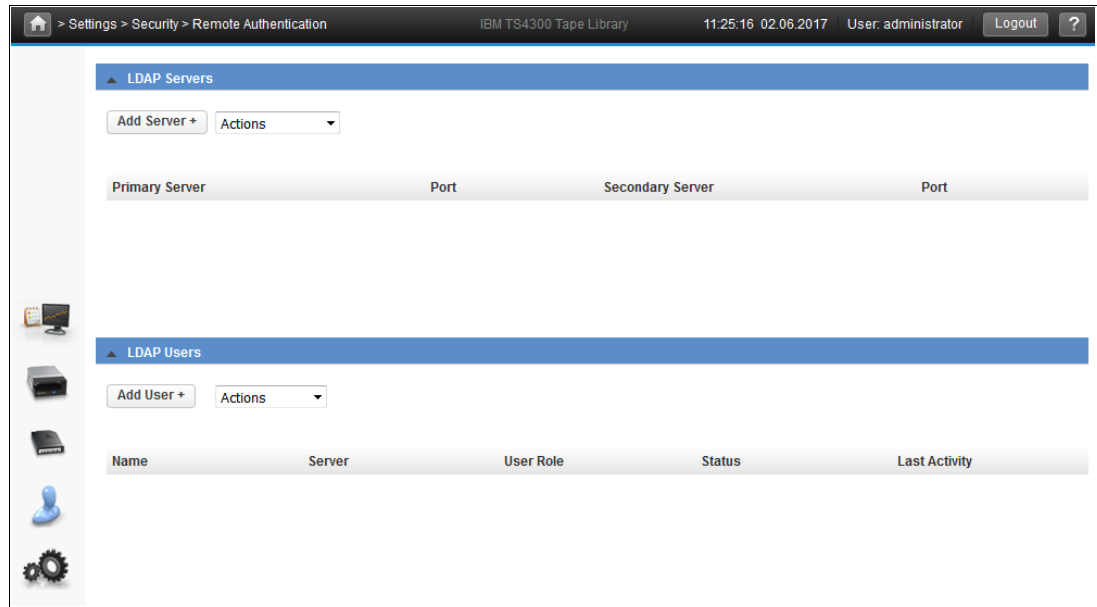 > Settings > Security > Remote Authentication IBM TS4300 Tape Library 11:25:16 02.06.2017 User: administrator Logout ?
LDAP Servers
Add Server + Actions
Primary Server Port Secondary Server Port
LDAP Users
Add User + Actions
Name Server User Role Status Last Activity